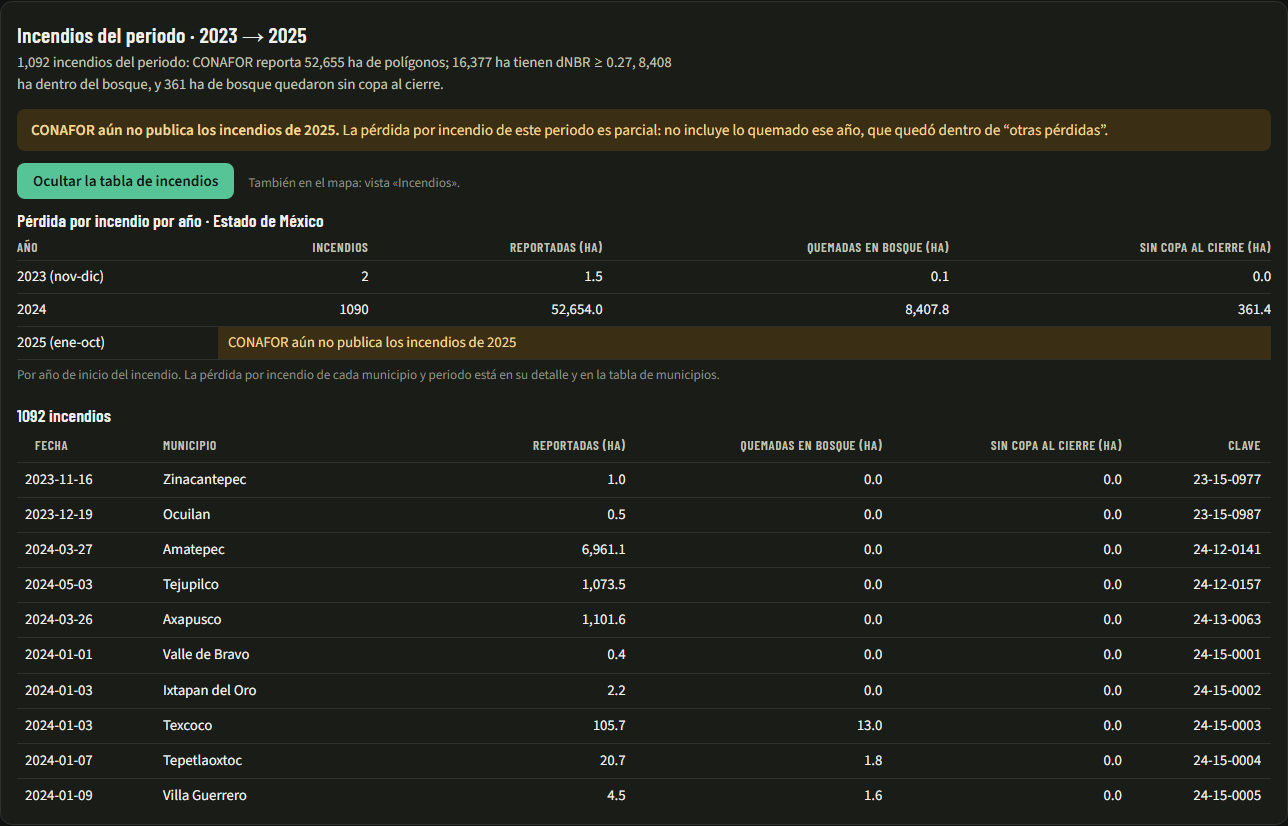 Incendios del periodo · 2023 → 2025
1,092 incendios del periodo: CONAFOR reporta 52,655 ha de polígonos; 16,377 ha tienen dNBR ≥ 0.27, 8,408
ha dentro del bosque, y 361 ha de bosque quedaron sin copa al cierre.
CONAFOR aún no publica los incendios de 2025. La pérdida por incendio de este periodo es parcial: no incluye lo quemado ese año, que quedó dentro de “otras pérdidas”.
Ocultar la tabla de incendios También en el mapa: vista «Incendios».
Pérdida por incendio por año · Estado de México
AÑO INCENDIOS REPORTADAS (HA) QUEMADAS EN BOSQUE (HA) SIN COPA AL CIERRE (HA)
2023 (nov-dic) 2 1.5 0.1 0.0
2024 1090 52,654.0 8,407.8 361.4
2025 (ene-oct) CONAFOR aún no publica los incendios de 2025
Por año de inicio del incendio. La pérdida por incendio de cada municipio y periodo está en su detalle y en la tabla de municipios.
1092 incendios
FECHA MUNICIPIO REPORTADAS (HA) QUEMADAS EN BOSQUE (HA) SIN COPA AL CIERRE (HA) CLAVE
2023-11-16 Zinacantepec 1.0 0.0 0.0 23-15-0977
2023-12-19 Ocuilan 0.5 0.0 0.0 23-15-0987
2024-03-27 Amatepec 6,961.1 0.0 0.0 24-12-0141
2024-05-03 Tejupilco 1,073.5 0.0 0.0 24-12-0157
2024-03-26 Axapusco 1,101.6 0.0 0.0 24-13-0063
2024-01-01 Valle de Bravo 0.4 0.0 0.0 24-15-0001
2024-01-03 Ixtapan del Oro 2.2 0.0 0.0 24-15-0002
2024-01-03 Texcoco 105.7 13.0 0.0 24-15-0003
2024-01-07 Tepetlaoxtoc 20.7 1.8 0.0 24-15-0004
2024-01-09 Villa Guerrero 4.5 1.6 0.0 24-15-0005